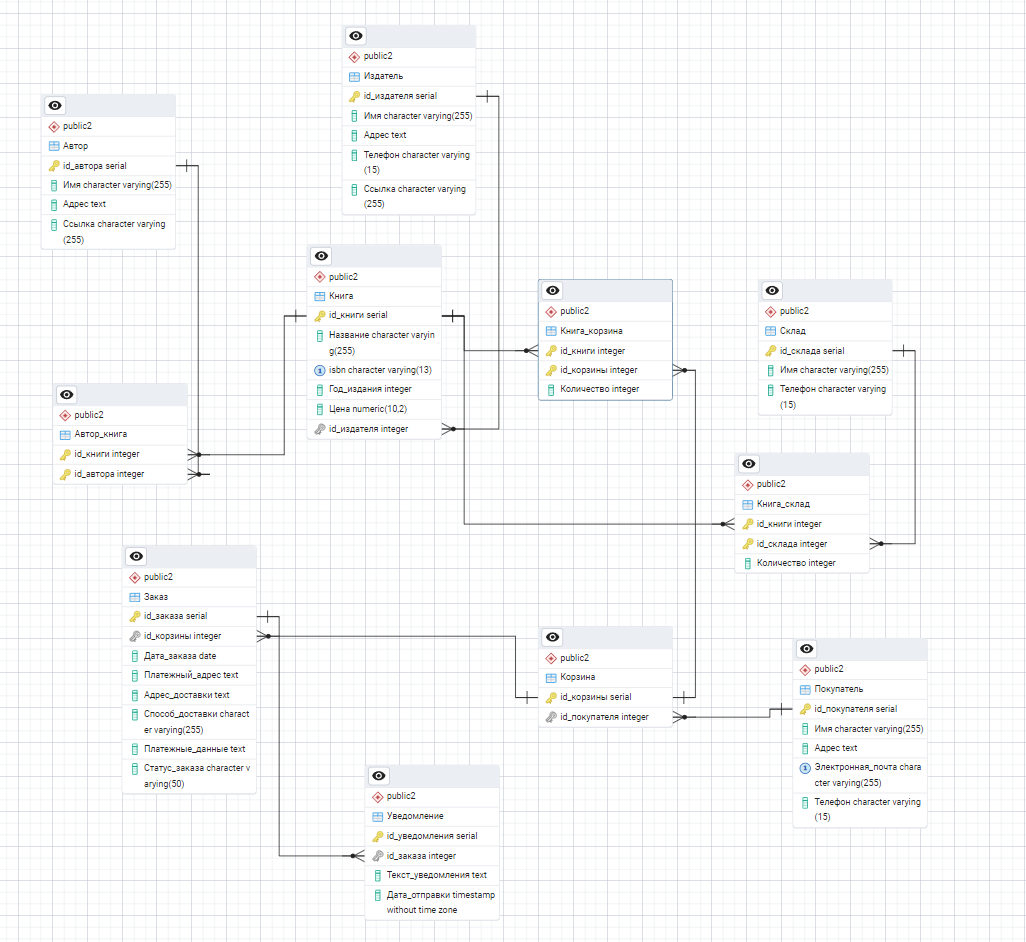 public2
Издатель
id_издателя serial
Имя character varying(255)
Адрес text
Телефон character varying
(15)
Ссылка character varying
(255)
public2
Автор
id_автора serial
Имя character varying(255)
Адрес text
Ссылка character varying
(255)
public2
Книга
id_книги serial
Название character varyin
g(255)
isbn character varying(13)
Год_издания integer
Цена numeric(10,2)
id_издателя integer
public2
Книга_корзина
id_книги integer
id_корзины integer
Количество integer
public2
Склад
id_склада serial
Имя character varying(255)
Телефон character varying
(15)
public2
Автор_книга
id_книги integer
id_автора integer
public2
Книга_склад
id_книги integer
id_склада integer
Количество integer
public2
Заказ
id_заказа serial
id_корзины integer
Дата_заказа date
Платежный_адрес text
Адрес_доставки text
Способ_доставки charact
er varying(255)
Платежные_данные text
Статус_заказа character v
arying(50)
public2
Корзина
id_корзины serial
id_покупателя integer
public2
Покупатель
id_покупателя serial
Имя character varying(255)
Адрес text
Электронная_почта chara
cter varying(255)
Телефон character varying
(15)
public2
Уведомление
id_уведомления serial
id_заказа integer
Текст_уведомления text
Дата_отправки timestamp
without time zone